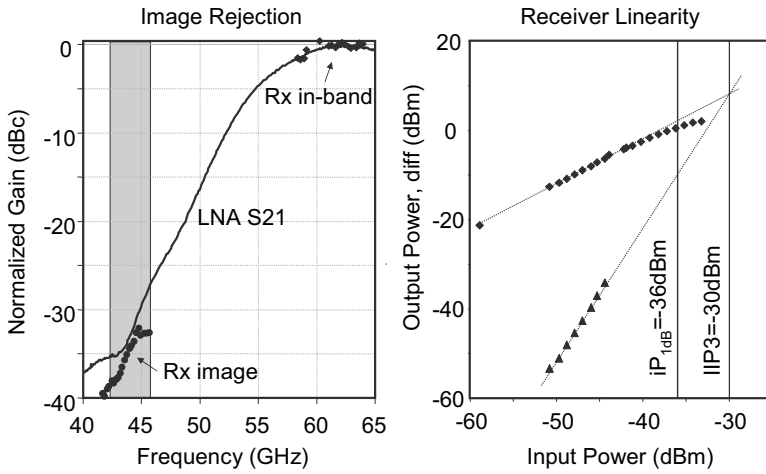 Image Rejection
Normalized Gain (dBc)
0
-10
-20
-30
-40
Rx in-band
LNA S21
Rx image
40 45 50 55 60 65
Frequency (GHz)
Receiver Linearity
Output Power, diff (dBm)
20
0
-20
-40
-60
iP1dB=-36dBm
IIP3=-30dBm
-60 -50 -40 -30
Input Power (dBm)